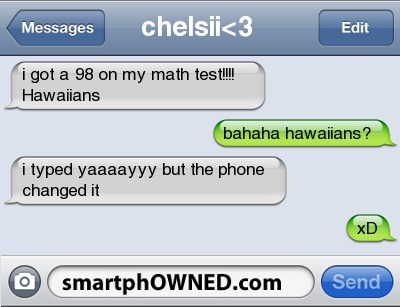 Messages
chelsii<3
Edit
i got a 98 on my math test!!!!
Hawaiians
bahaha hawaiians?
i typed yaaaayyy but the phone
changed it
xD
smartphOWNED.com
Send